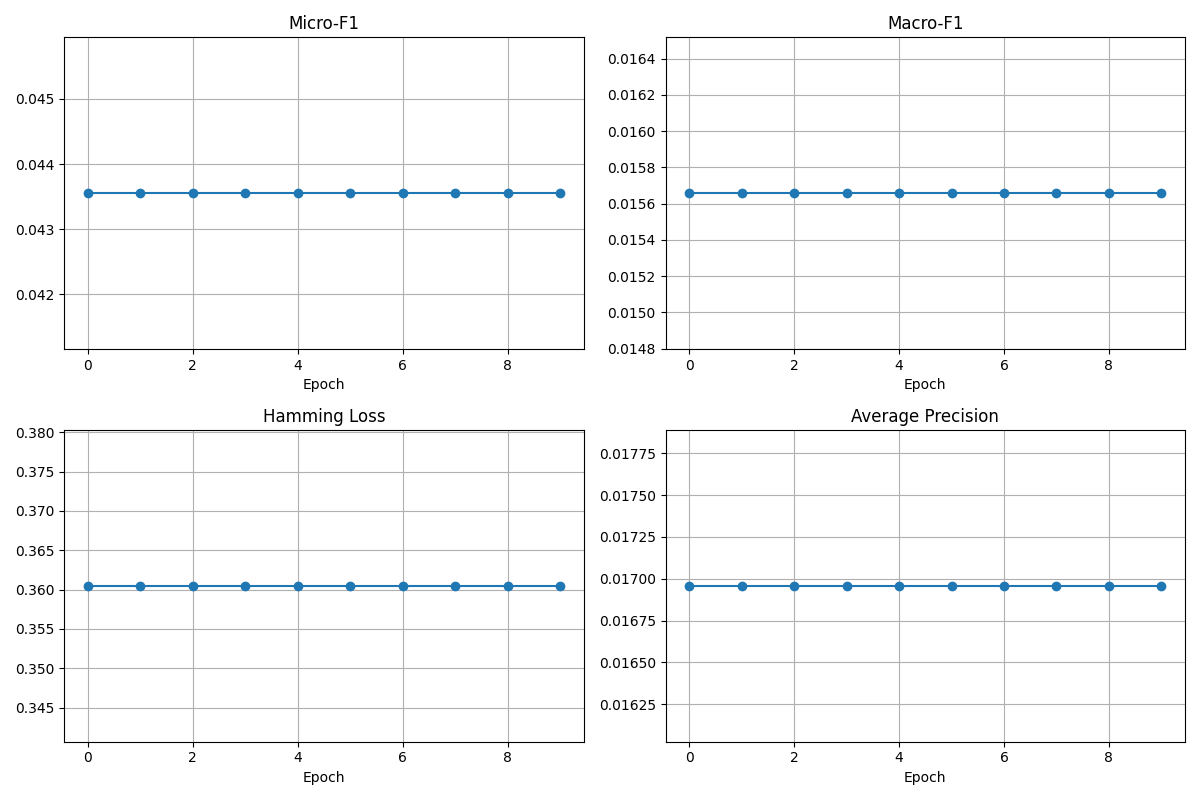 Micro-F1
0.045
0.044
0.043
0.042
0 2 4 6 8
Epoch
Macro-F1
0.0164
0.0162
0.0160
0.0158
0.0156
0.0154
0.0152
0.0150
0.0148
0 2 4 6 8
Epoch
Hamming Loss
0.380
0.375
0.370
0.365
0.360
0.355
0.350
0.345
0 2 4 6 8
Epoch
Average Precision
0.01775
0.01750
0.01725
0.01700
0.01675
0.01650
0.01625
0 2 4 6 8
Epoch